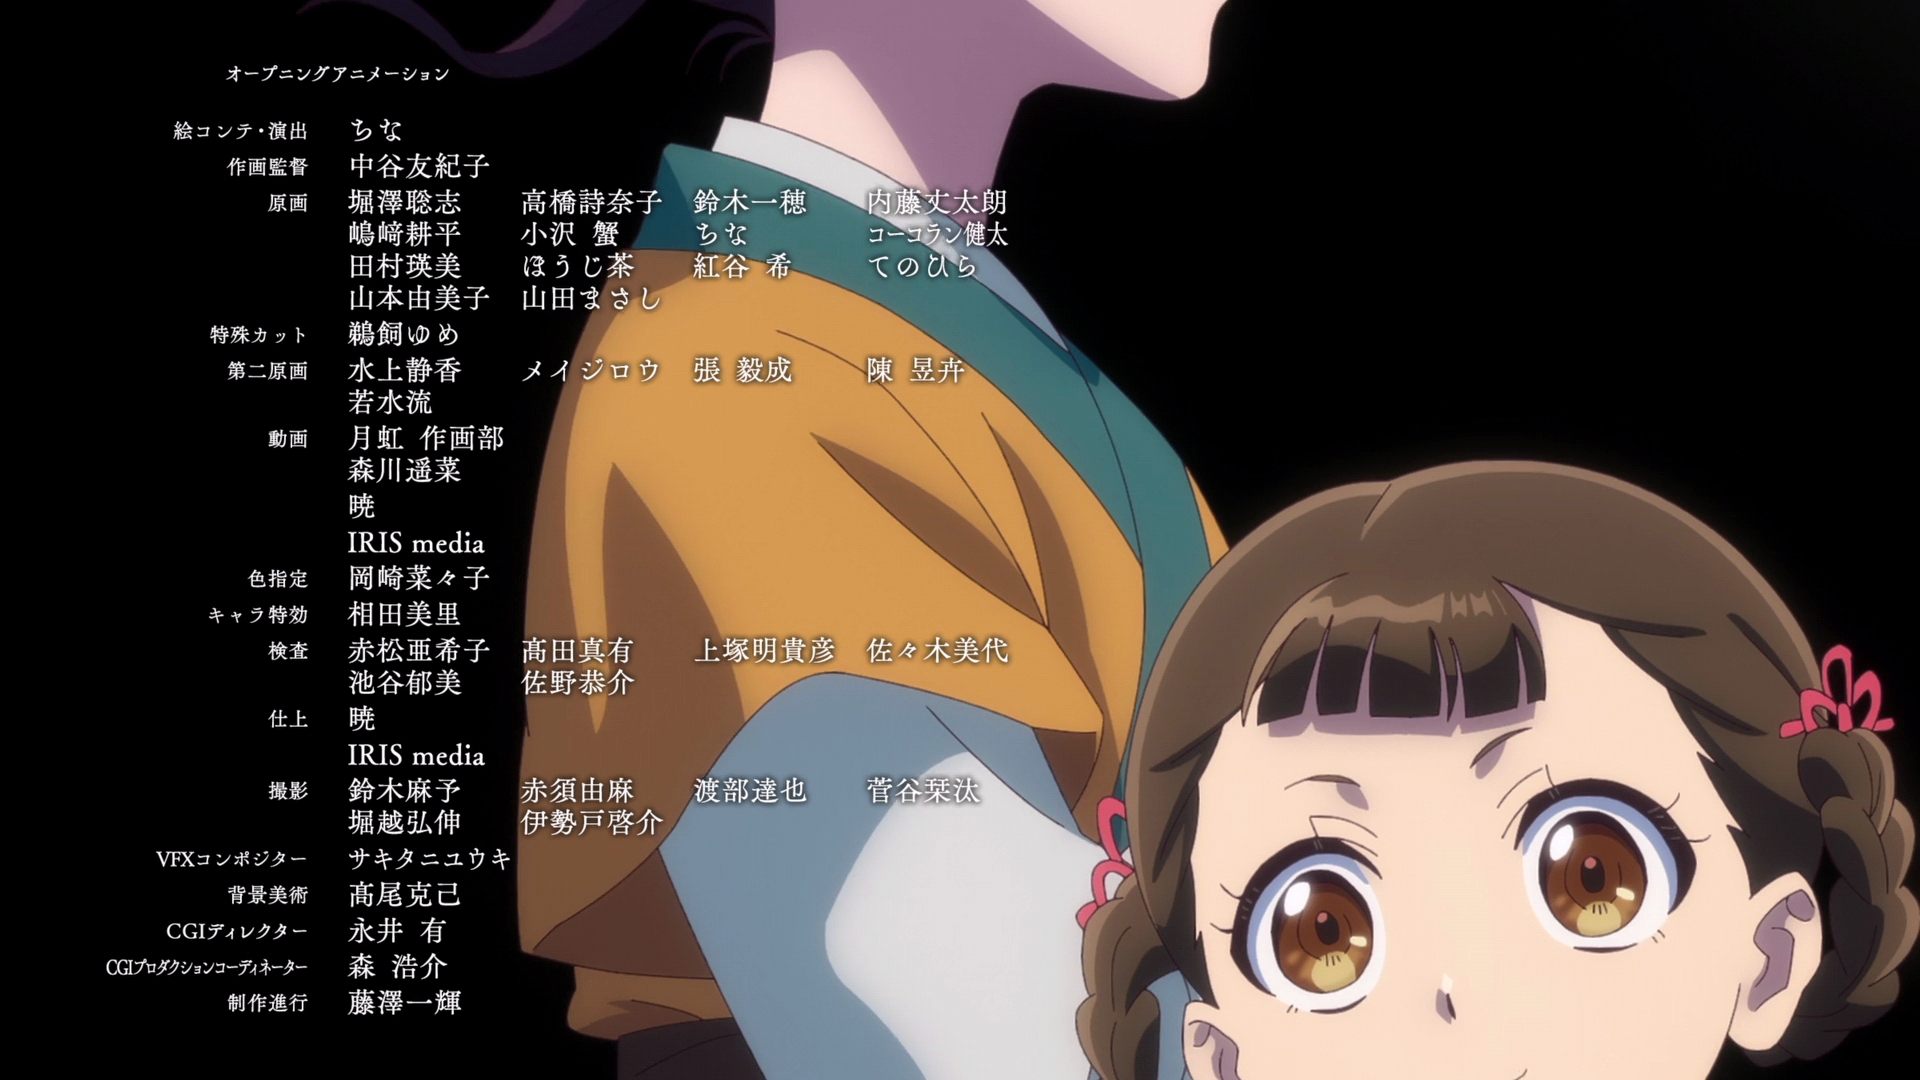 オープニングアニメーション
絵コンテ・演出 ちな
作画監督 中谷友紀子
原画 堀澤聡志 高橋詩奈子 鈴木一穂 内藤丈太朗
嶋﨑耕平 小沢 蟹 ちな コーコラン健太
田村瑛美 ほうじ茶 紅谷 希 てのひら
山本由美子 山田まさし
特殊カット 鵜飼ゆめ
第二原画 水上静香 メイジロウ 張 毅成 陳 昱卉
若水流
動画 月虹 作画部
森川遥菜
暁
IRIS media
色指定 岡崎菜々子
キャラ特効 相田美里
検査 赤松亜希子 髙田真有 上塚明貴彦 佐々木美代
池谷郁美 佐野恭介
仕上 暁
IRIS media
撮影 鈴木麻予 赤須由麻 渡部達也 菅谷栞汰
堀越弘伸 伊勢戸啓介
VFXコンポジター サキタニユウキ
背景美術 髙尾克己
CGIディレクター 永井 有
CGIプロダクションコーディネーター 森 浩介
制作進行 藤澤一輝